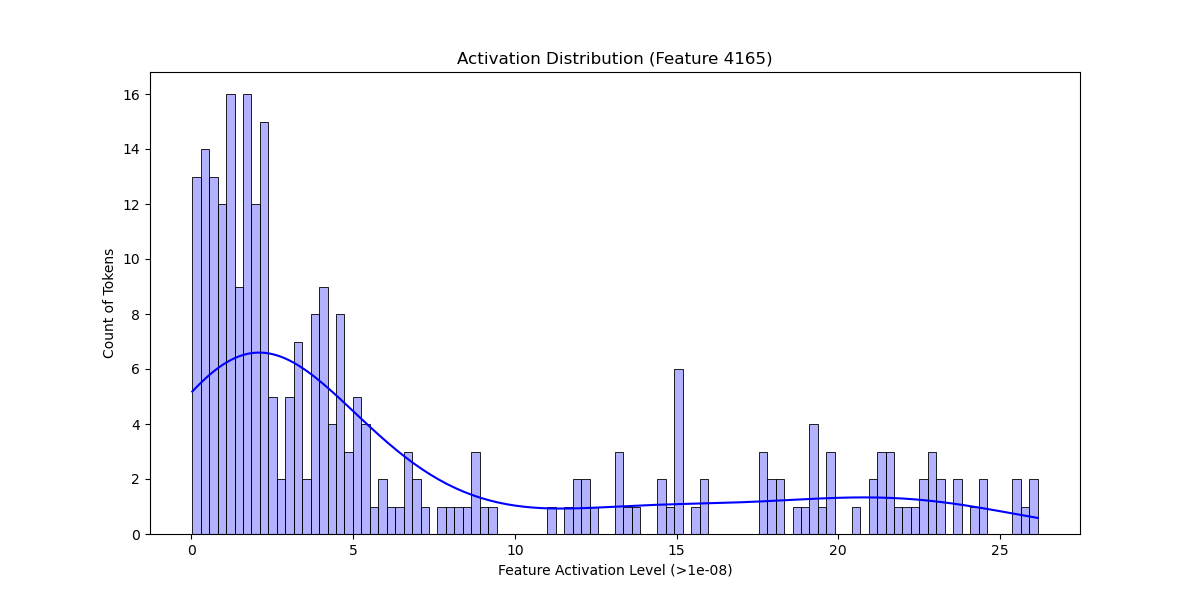 Activation Distribution (Feature 4165)
16
14
12
10
8
6
4
2
0
Count of Tokens
0 5 10 15 20 25
Feature Activation Level (>1e-08)